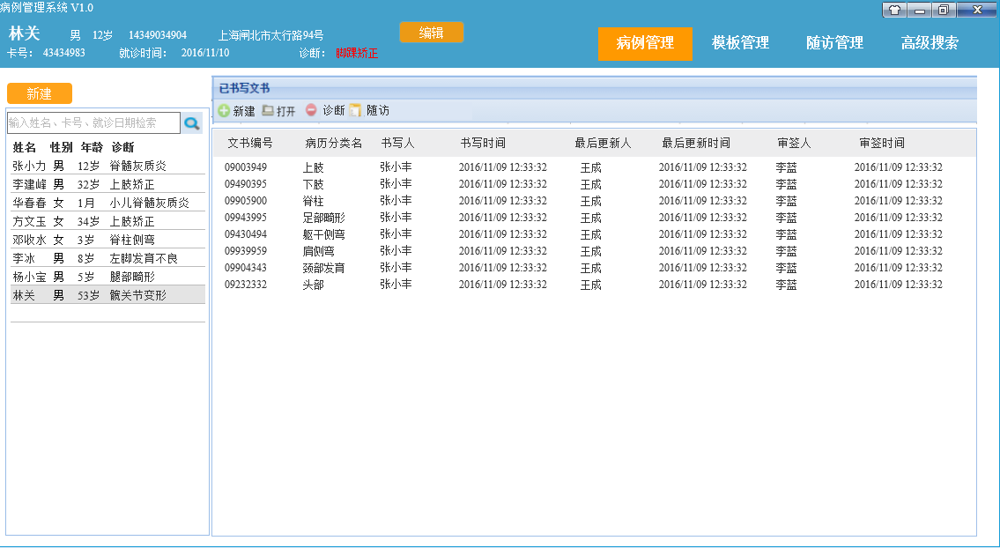 病例管理系统 V1.0
林关 男 12岁 14349034904 上海闸北市太行路94号 编辑
卡号： 43434983 就诊时间： 2016/11/10 诊断： 脚踝矫正
病例管理 模板管理 随访管理 高级搜索
新建
输入姓名、卡号、就诊日期检索
姓名 性别 年龄 诊断
张小力 男 12岁 脊髓灰质炎
李建峰 男 32岁 上肢矫正
华春春 女 1月 小儿脊髓灰质炎
方文玉 女 34岁 上肢矫正
邓收水 女 3岁 脊柱侧弯
李冰 男 8岁 左脚发育不良
杨小宝 男 5岁 腿部畸形
林关 男 53岁 髋关节变形
已书写文书
新建 打开 诊断 随访
文书编号 病历分类名 书写人 书写时间 最后更新人 最后更新时间 审签人 审签时间
09003949 上肢 张小丰 2016/11/09 12:33:32 王成 2016/11/09 12:33:32 李蓝 2016/11/09 12:33:32
09490395 下肢 张小丰 2016/11/09 12:33:32 王成 2016/11/09 12:33:32 李蓝 2016/11/09 12:33:32
09905900 脊柱 张小丰 2016/11/09 12:33:32 王成 2016/11/09 12:33:32 李蓝 2016/11/09 12:33:32
09943995 足部畸形 张小丰 2016/11/09 12:33:32 王成 2016/11/09 12:33:32 李蓝 2016/11/09 12:33:32
09430494 躯干侧弯 张小丰 2016/11/09 12:33:32 王成 2016/11/09 12:33:32 李蓝 2016/11/09 12:33:32
09939959 肩侧弯 张小丰 2016/11/09 12:33:32 王成 2016/11/09 12:33:32 李蓝 2016/11/09 12:33:32
09904343 颈部发育 张小丰 2016/11/09 12:33:32 王成 2016/11/09 12:33:32 李蓝 2016/11/09 12:33:32
09232332 头部 张小丰 2016/11/09 12:33:32 王成 2016/11/09 12:33:32 李蓝 2016/11/09 12:33:32